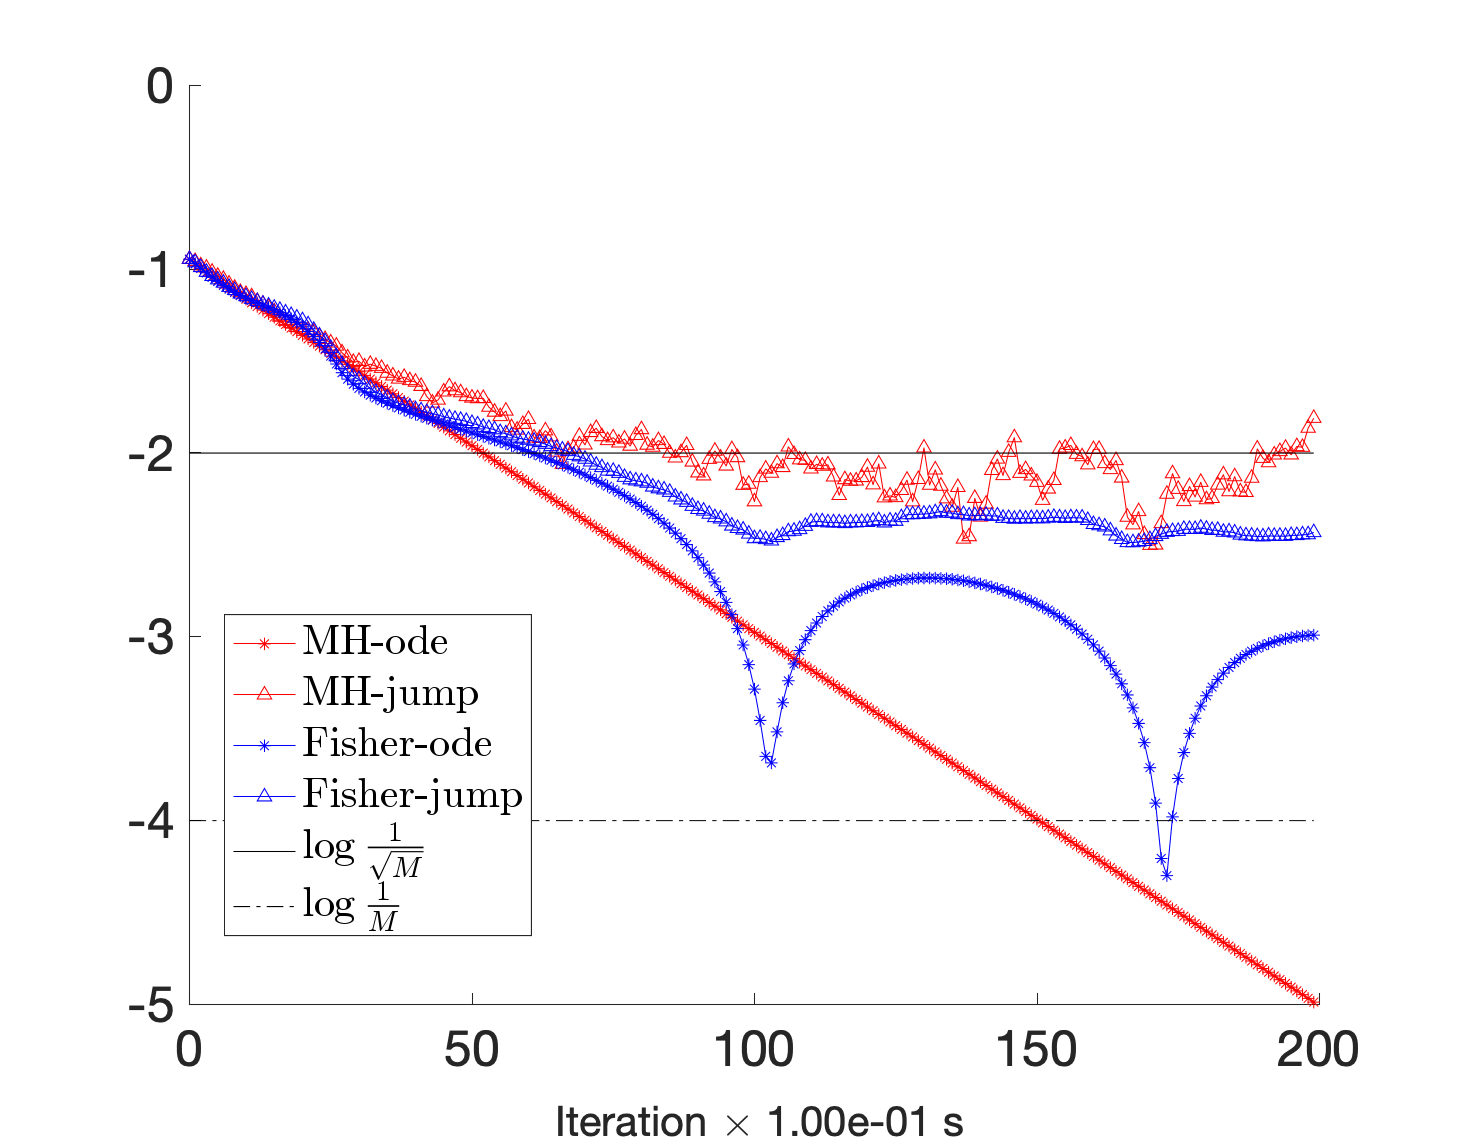 0
-1
-2
-3
-4
-5
MH-ode
MH-jump
Fisher-ode
Fisher-jump
log 1/√M
log 1/M
0 50 100 150 200
Iteration × 1.00e-01 s